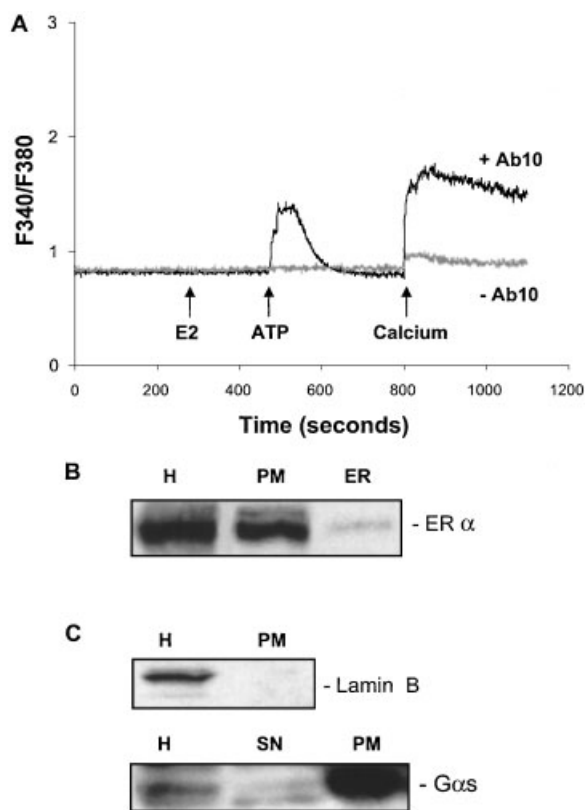 A
F340/F380
3
2
1
0
+ Ab10
- Ab10
E2 ATP Calcium
0 200 400 600 800 1000 1200
Time (seconds)
B
H PM ER
- ER α
C
H PM
- Lamin B
H SN PM
- Gαs